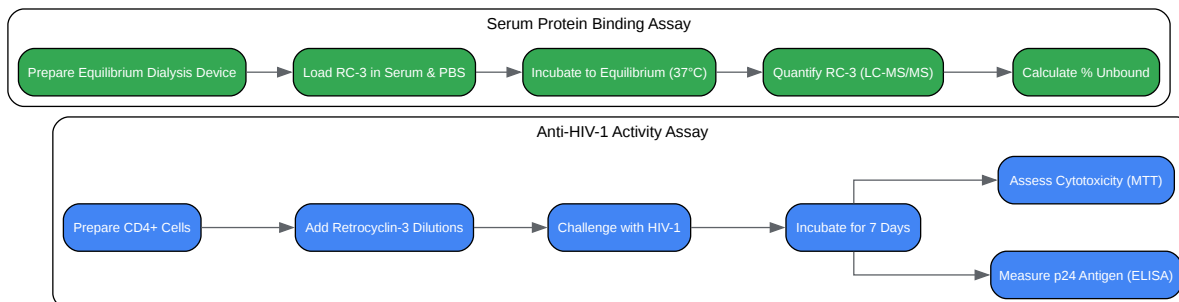 Serum Protein Binding Assay
Prepare Equilibrium Dialysis Device
Load RC-3 in Serum & PBS
Incubate to Equilibrium (37°C)
Quantify RC-3 (LC-MS/MS)
Calculate % Unbound
Anti-HIV-1 Activity Assay
Prepare CD4+ Cells
Add Retrocyclin-3 Dilutions
Challenge with HIV-1
Incubate for 7 Days
Assess Cytotoxicity (MTT)
Measure p24 Antigen (ELISA)